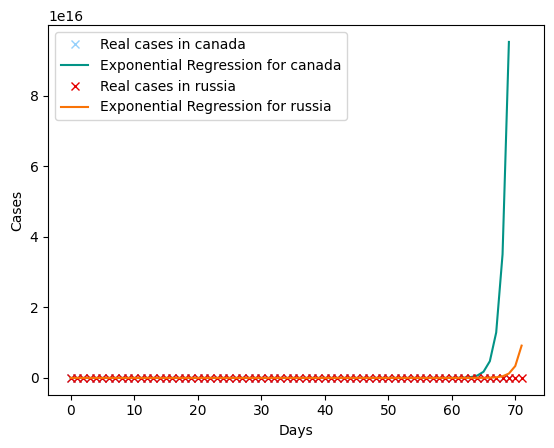 1e16
Real cases in canada
Exponential Regression for canada
Real cases in russia
Exponential Regression for russia
8
6
4
2
0
Cases
0 10 20 30 40 50 60 70
Days